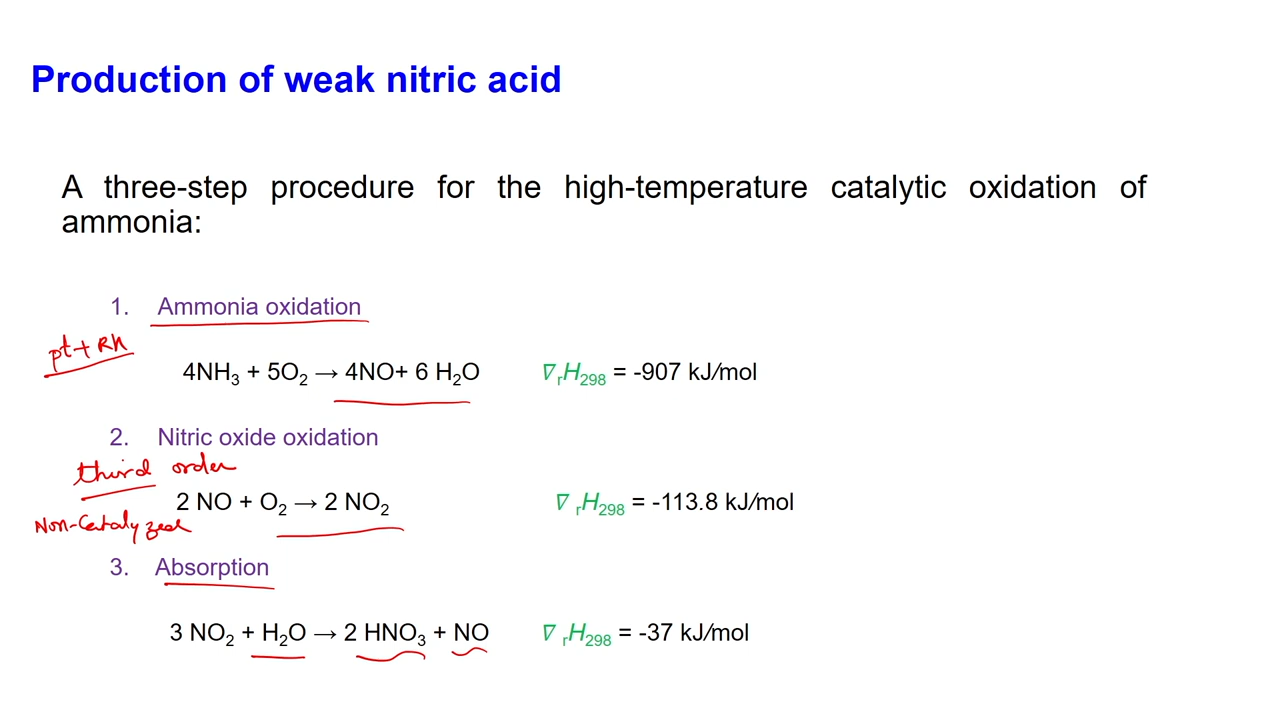 Production of weak nitric acid
A three-step procedure for the high-temperature catalytic oxidation of
ammonia:
1. Ammonia oxidation
pt + Rh
4NH₃ + 5O₂ → 4NO+ 6 H₂O ∇ᵣH₂₉₈ = -907 kJ/mol
2. Nitric oxide oxidation
third order
2 NO + O₂ → 2 NO₂ ∇ ᵣH₂₉₈ = -113.8 kJ/mol
Non-Catalyzed
3. Absorption
3 NO₂ + H₂O → 2 HNO₃ + NO ∇ ᵣH₂₉₈ = -37 kJ/mol